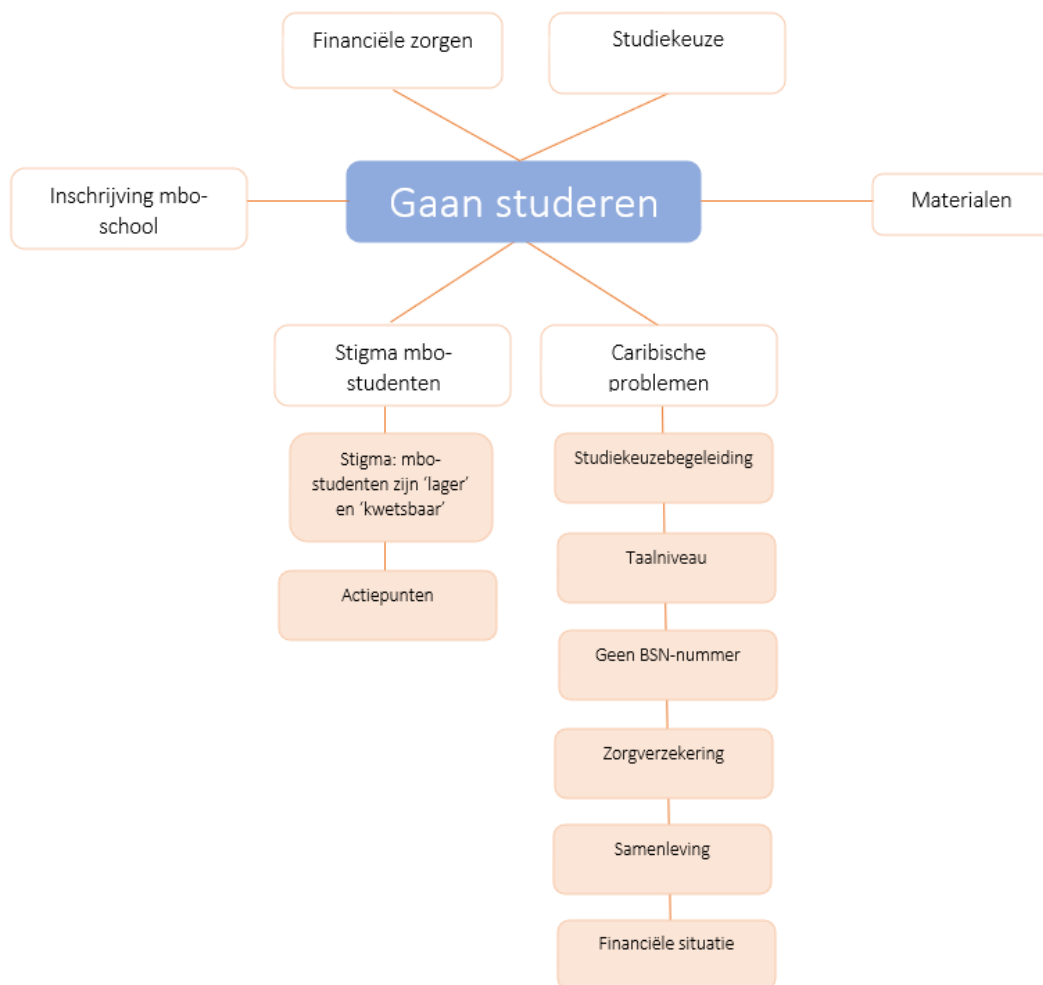 Financiële zorgen
Studiekeuze
Inschrijving mbo-
school
Gaan studeren
Materialen
Stigma mbo-
studenten
Caribische
problemen
Stigma: mbo-
studenten zijn ‘lager’
en ‘kwetsbaar’
Studiekeuzebegeleiding
Actiepunten
Taalniveau
Geen BSN-nummer
Zorgverzekering
Samenleving
Financiële situatie